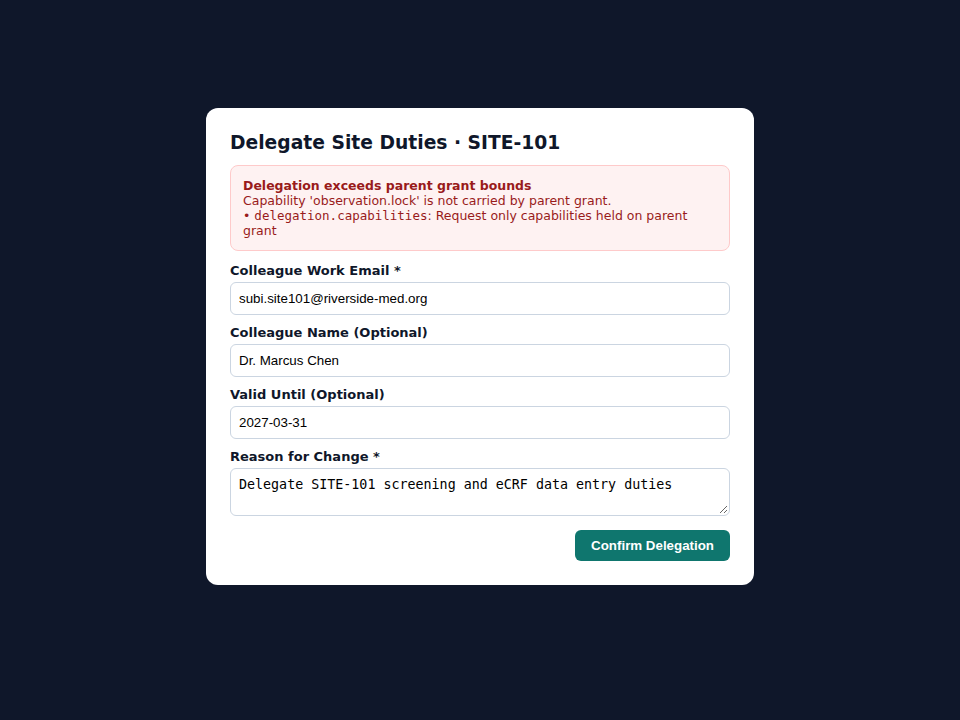 Delegate Site Duties · SITE-101
Delegation exceeds parent grant bounds
Capability 'observation.lock' is not carried by parent grant.
• delegation.capabilities: Request only capabilities held on parent
grant
Colleague Work Email *
subi.site101@riverside-med.org
Colleague Name (Optional)
Dr. Marcus Chen
Valid Until (Optional)
2027-03-31
Reason for Change *
Delegate SITE-101 screening and eCRF data entry duties
Confirm Delegation